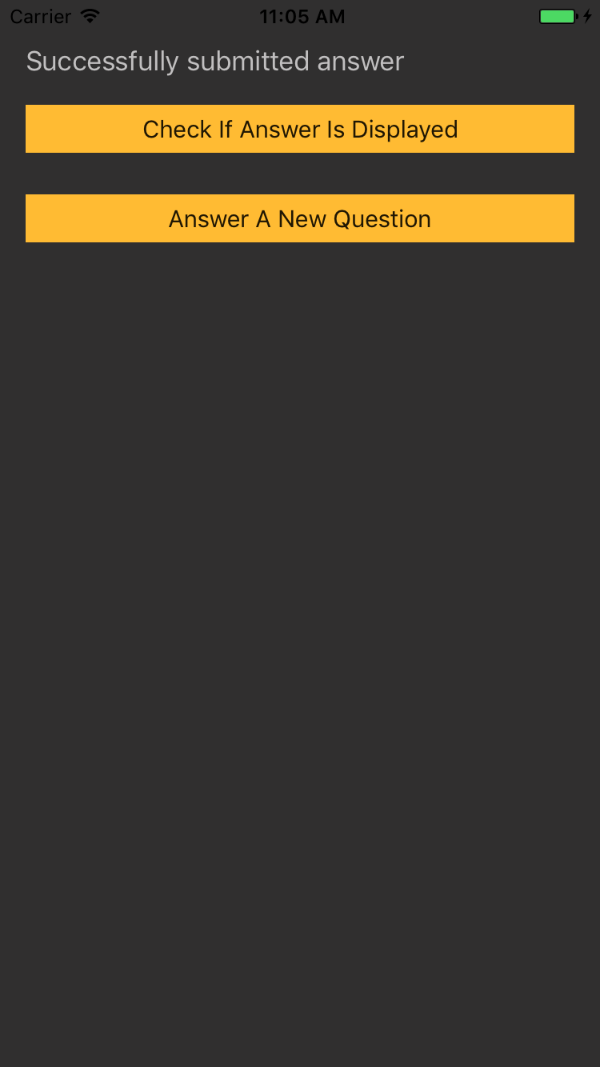 Carrier 11:05 AM
Successfully submitted answer
Check If Answer Is Displayed
Answer A New Question